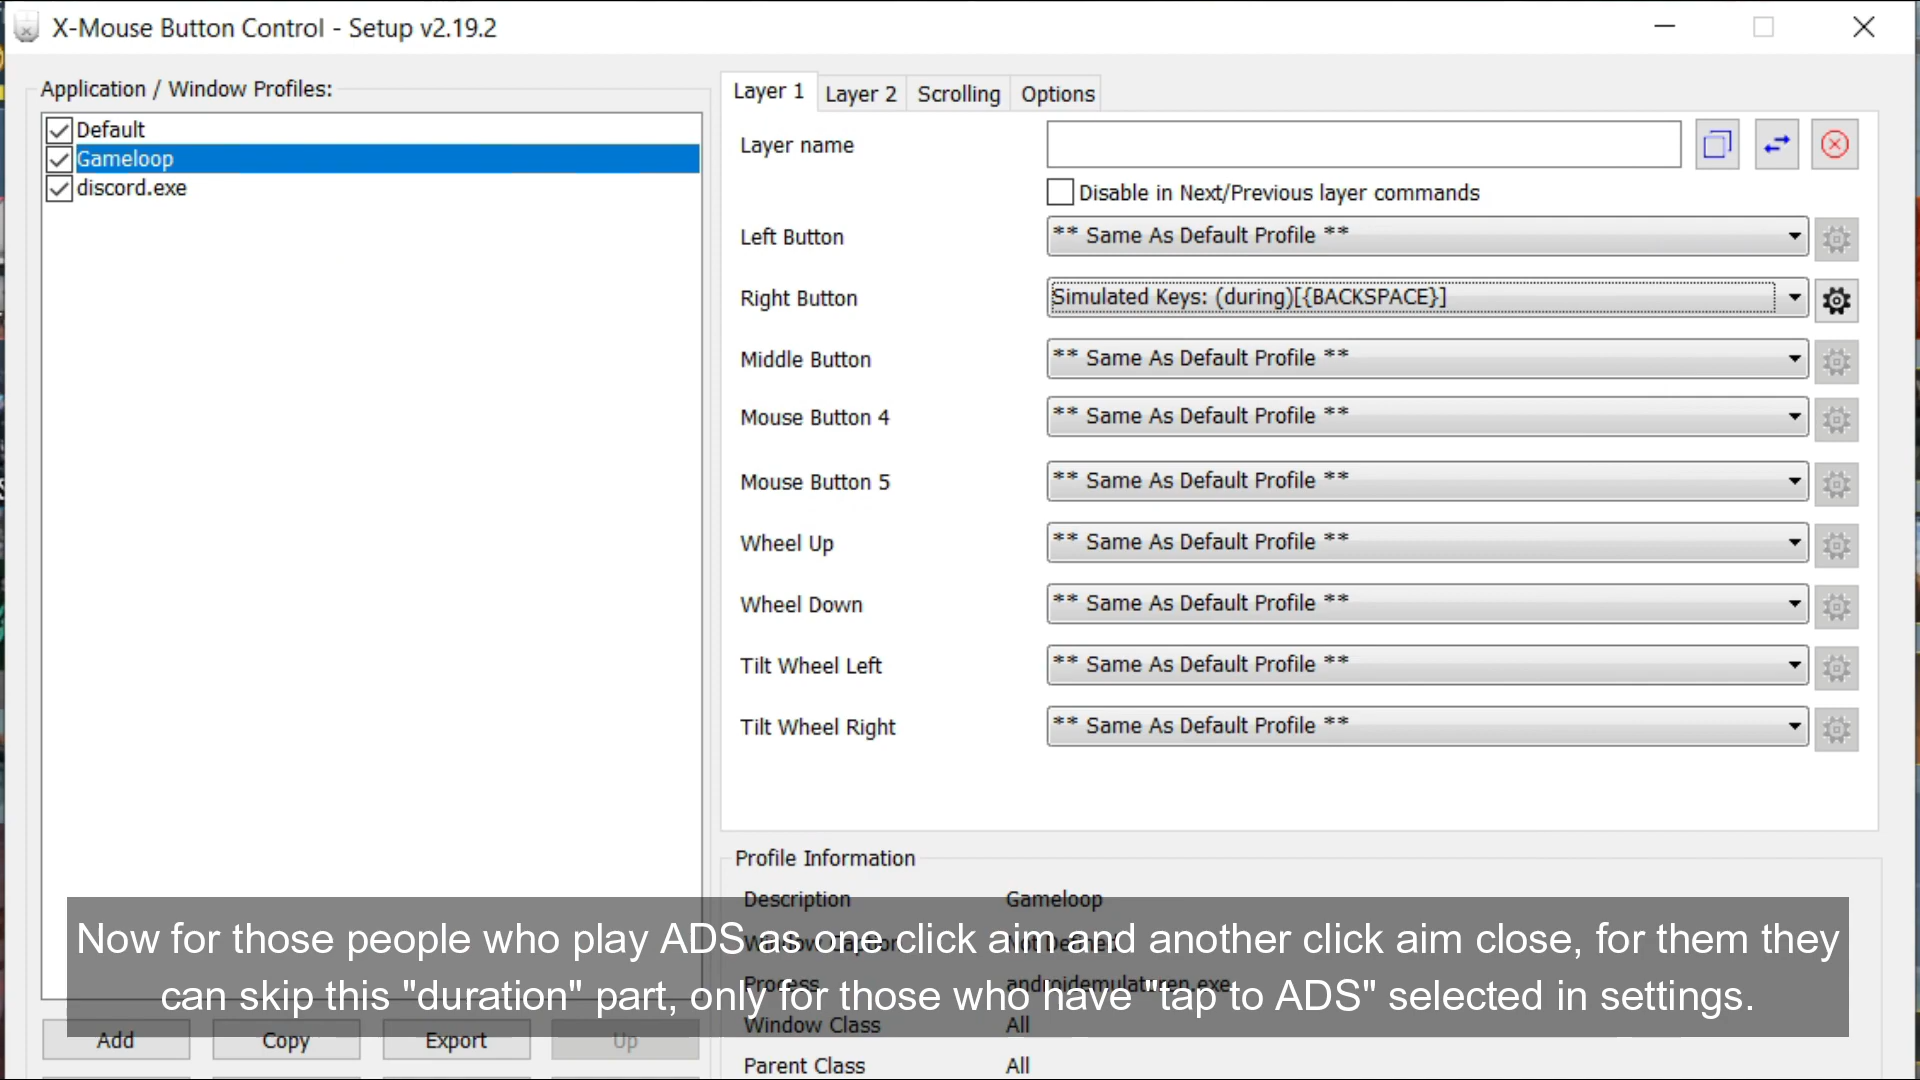 X-Mouse Button Control - Setup v2.19.2
Application / Window Profiles:
Default
Gameloop
discord.exe
Layer 1
Layer 2
Scrolling
Options
Layer name
Disable in Next/Previous layer commands
Left Button
** Same As Default Profile **
Right Button
Simulated Keys: (during)[{BACKSPACE}]
Middle Button
** Same As Default Profile **
Mouse Button 4
** Same As Default Profile **
Mouse Button 5
** Same As Default Profile **
Wheel Up
** Same As Default Profile **
Wheel Down
** Same As Default Profile **
Tilt Wheel Left
** Same As Default Profile **
Tilt Wheel Right
** Same As Default Profile **
Profile Information
Description
Gameloop
Window Caption
Not Defined
Process
androidemulatoren.exe
Window Class
All
Parent Class
All
Now for those people who play ADS as one click aim and another click aim close, for them they
can skip this "duration" part, only for those who have "tap to ADS" selected in settings.
Add
Copy
Export
Up